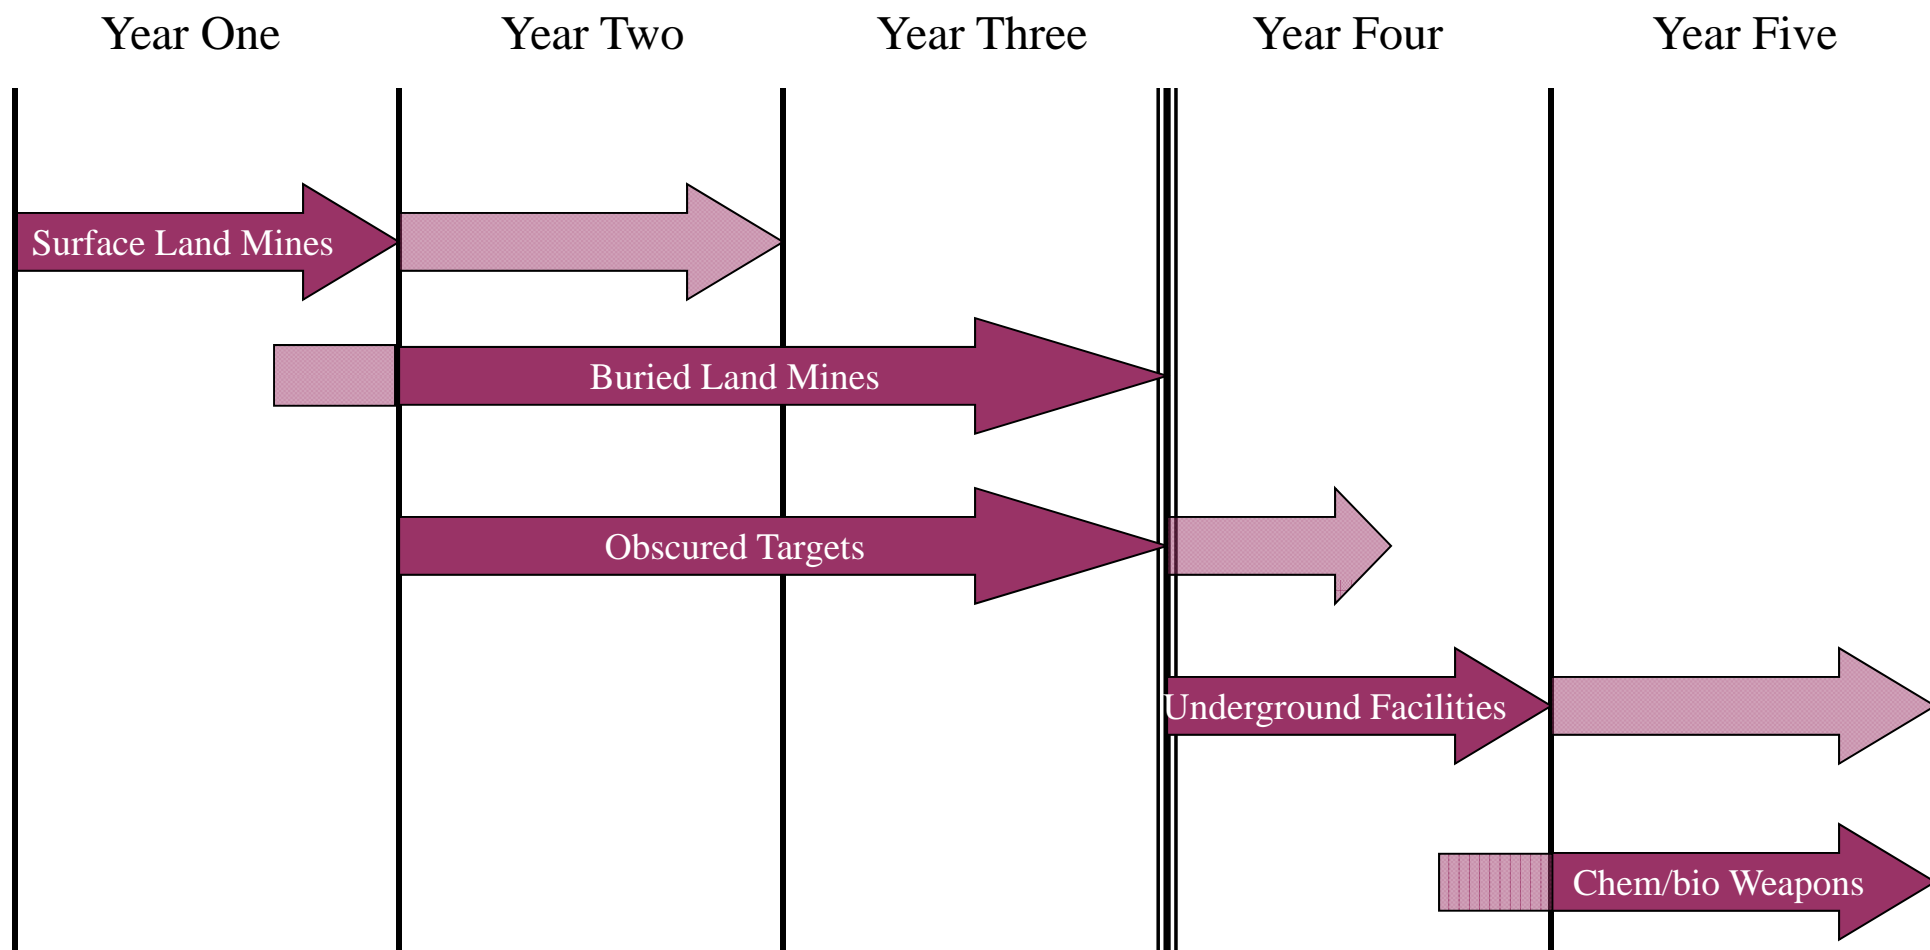 Year One
Year Two
Year Three
Year Four
Year Five
Surface Land Mines
Buried Land Mines
Obscured Targets
Underground Facilities
Chem/bio Weapons